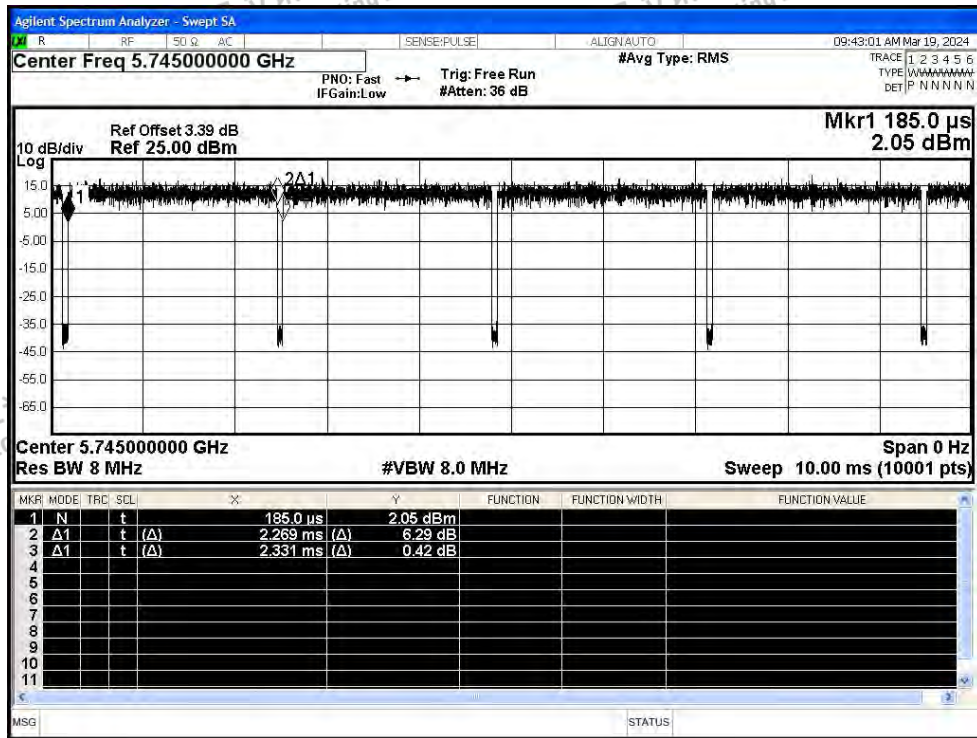 Agilent Spectrum Analyzer - Swept SA
LXI R RF 50 Ω AC SENSE:PULSE ALIGN AUTO 09:43:01 AM Mar 19, 2024
Center Freq 5.745000000 GHz
PNO: Fast
IFGain:Low
Trig: Free Run
#Atten: 36 dB
#Avg Type: RMS
TRACE 1 2 3 4 5 6
TYPE WWWWWW
DET P N N N N N
Ref Offset 3.39 dB
10 dB/div Ref 25.00 dBm
Log
Mkr1 185.0 µs
2.05 dBm
15.0
5.00
-5.00
-15.0
-25.0
-35.0
-45.0
-55.0
-65.0
1
2Δ1
Center 5.745000000 GHz Span 0 Hz
Res BW 8 MHz #VBW 8.0 MHz Sweep 10.00 ms (10001 pts)
MKR MODE TRC SCL X Y FUNCTION FUNCTION WIDTH FUNCTION VALUE
1 N t 185.0 µs 2.05 dBm
2 Δ1 t (Δ) 2.269 ms (Δ) 6.29 dB
3 Δ1 t (Δ) 2.331 ms (Δ) 0.42 dB
4
5
6
7
8
9
10
11
MSG STATUS